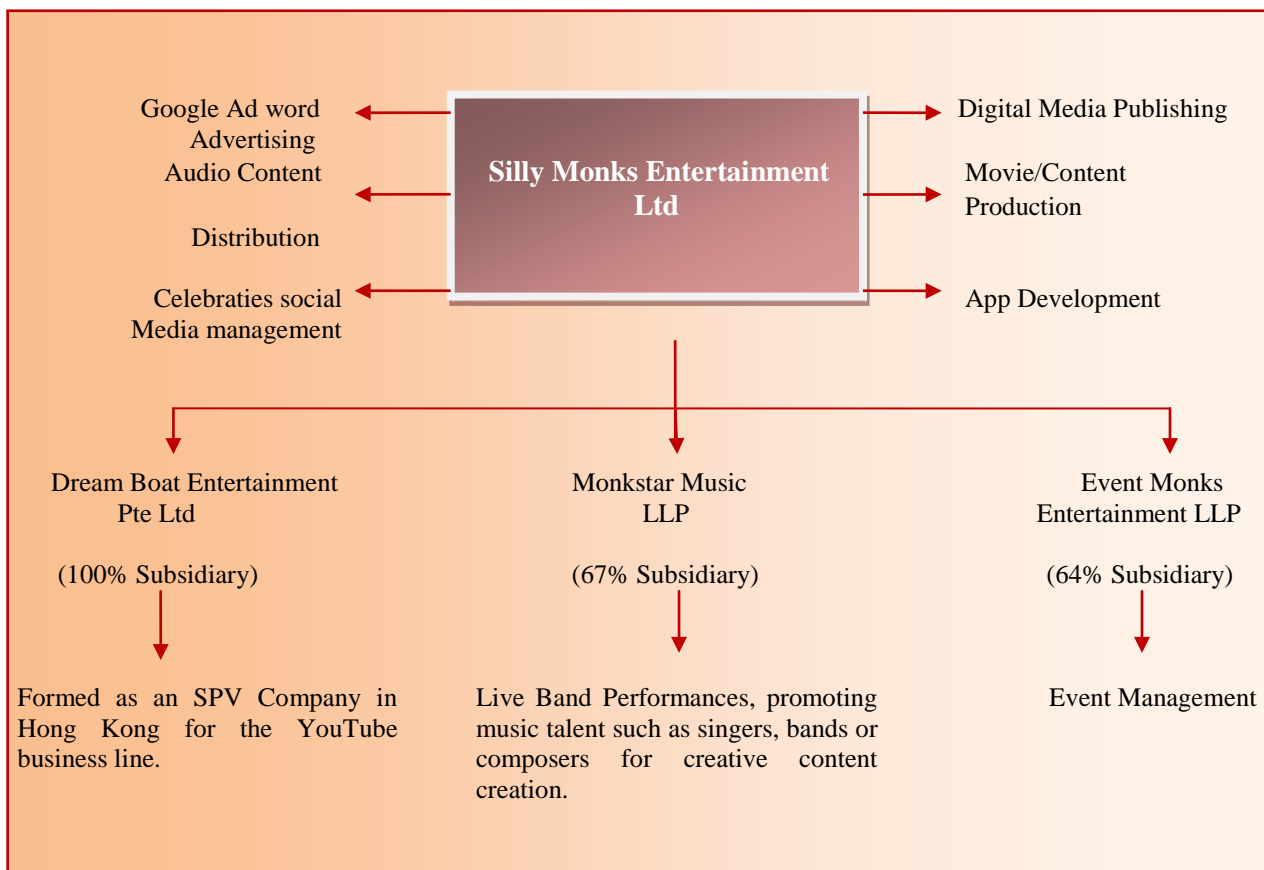 Google Ad word
Advertising
Audio Content
Distribution
Celebraties social
Media management
Silly Monks Entertainment
Ltd
Digital Media Publishing
Movie/Content
Production
App Development
Dream Boat Entertainment
Pte Ltd
(100% Subsidiary)
Formed as an SPV Company in
Hong Kong for the YouTube
business line.
Monkstar Music
LLP
(67% Subsidiary)
Live Band Performances, promoting
music talent such as singers, bands or
composers for creative content
creation.
Event Monks
Entertainment LLP
(64% Subsidiary)
Event Management